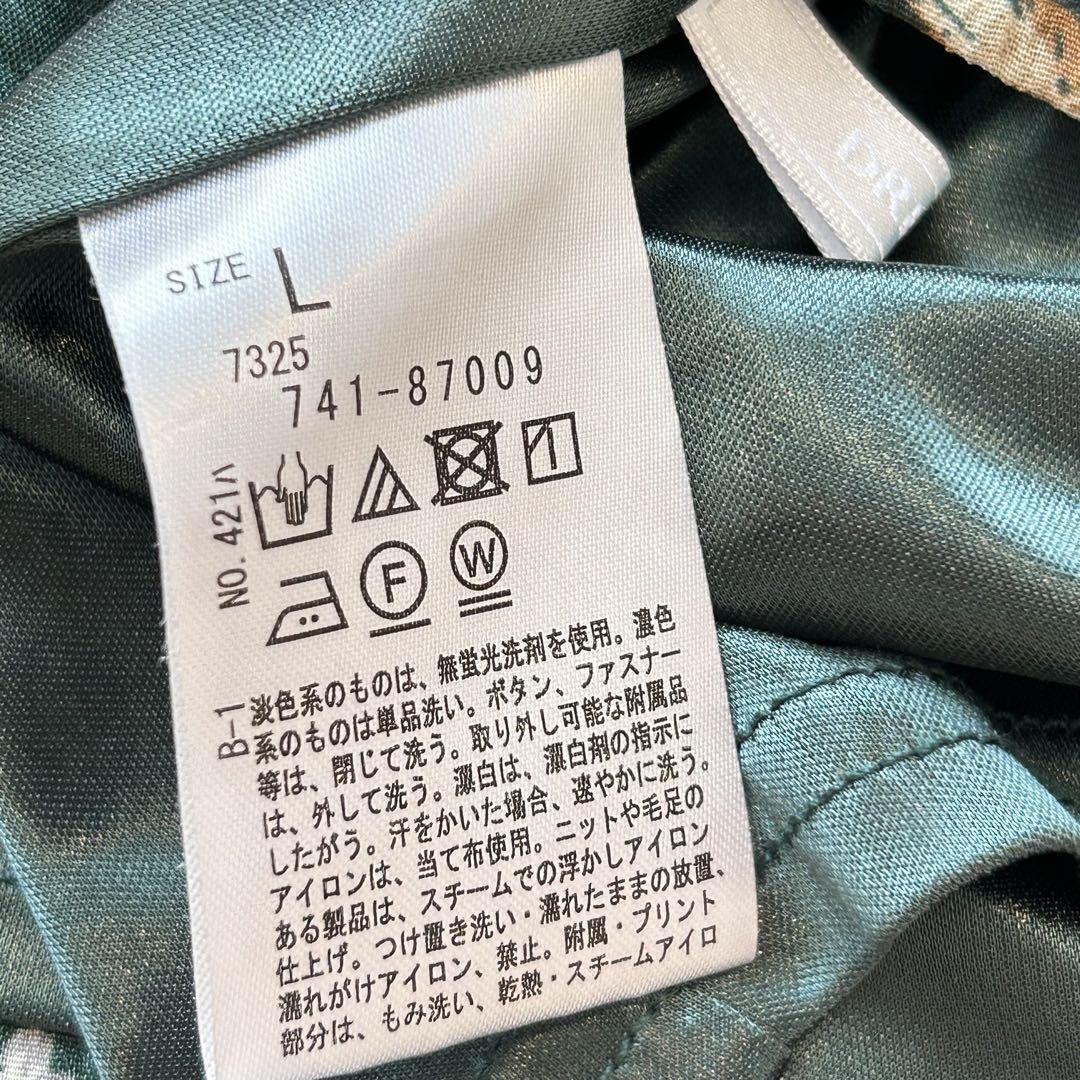 DR
SIZE L
7325
741-87009
NO.421ﾊ
1
F W
B-1
淡色系のものは、無蛍光洗剤を使用。濃色
系のものは単品洗い。ボタン、ファスナー
等は、閉じて洗う。取り外し可能な附属品
は、外して洗う。漂白は、漂白剤の指示に
したがう。汗をかいた場合、速やかに洗う。
アイロンは、当て布使用。ニットや毛足の
ある製品は、スチームでの浮かしアイロン
仕上げ。つけ置き洗い・濡れたままの放置、
濡れがけアイロン、禁止。附属・プリント
部分は、もみ洗い、乾熱・スチームアイロ